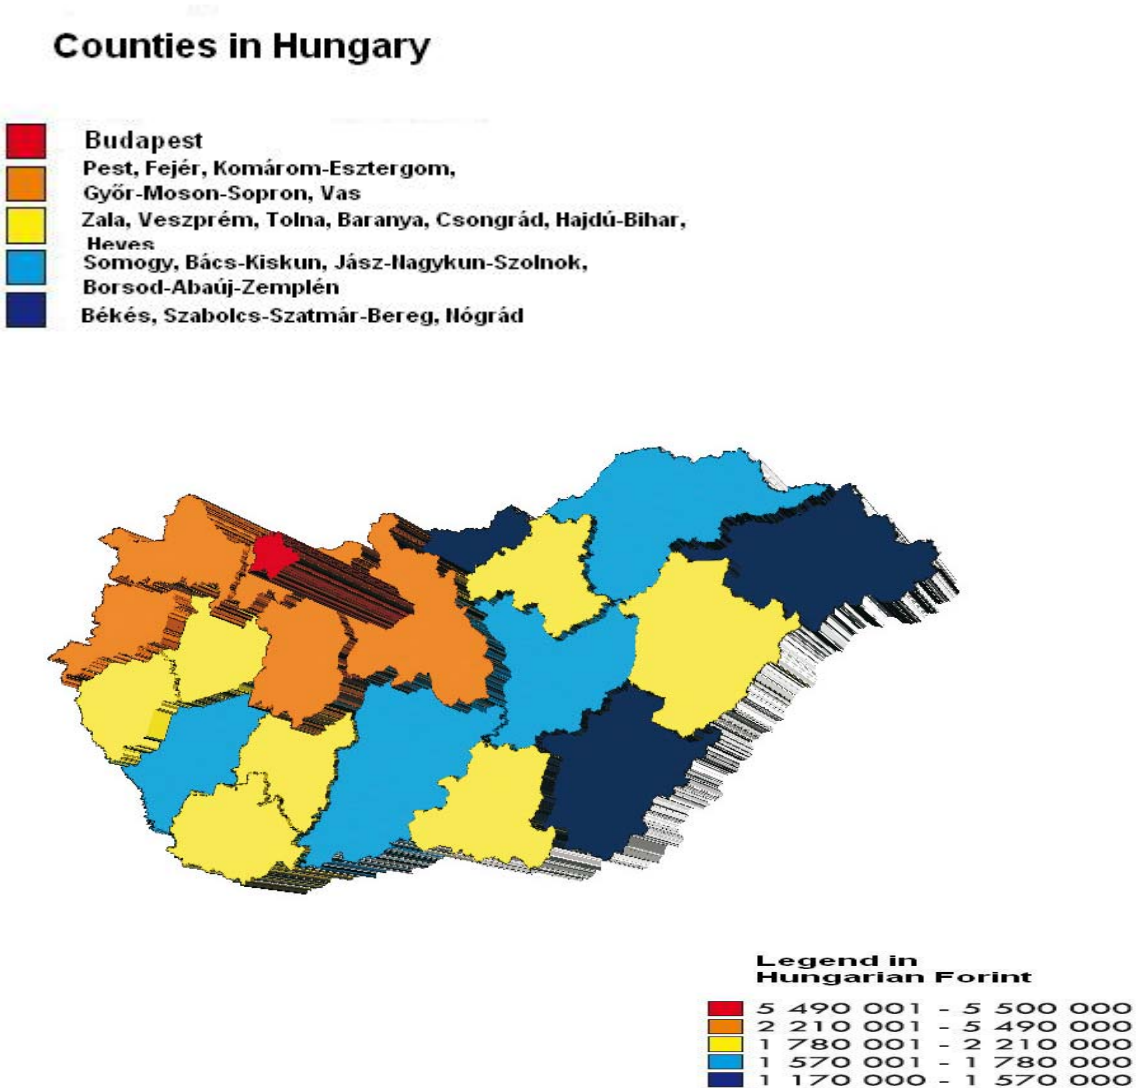 Counties in Hungary
Budapest
Pest, Fejér, Komárom-Esztergom,
Győr-Moson-Sopron, Vas
Zala, Veszprém, Tolna, Baranya, Csongrád, Hajdú-Bihar,
Heves
Somogy, Bács-Kiskun, Jász-Nagykun-Szolnok,
Borsod-Abaúj-Zemplén
Békés, Szabolcs-Szatmár-Bereg, Nógrád
Legend in
Hungarian Forint
5 490 001 - 5 500 000
2 210 001 - 5 490 000
1 780 001 - 2 210 000
1 570 001 - 1 780 000
1 170 000 - 1 570 000